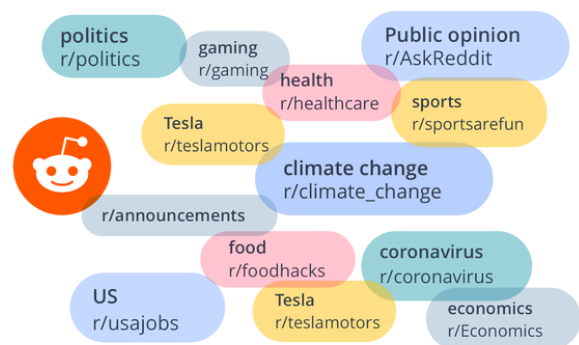 politics
r/politics
gaming
r/gaming
Public opinion
r/AskReddit
health
r/healthcare
sports
r/sportsarefun
Tesla
r/teslamotors
climate change
r/climate_change
r/announcements
food
r/foodhacks
coronavirus
r/coronavirus
US
r/usajobs
Tesla
r/teslamotors
economics
r/Economics